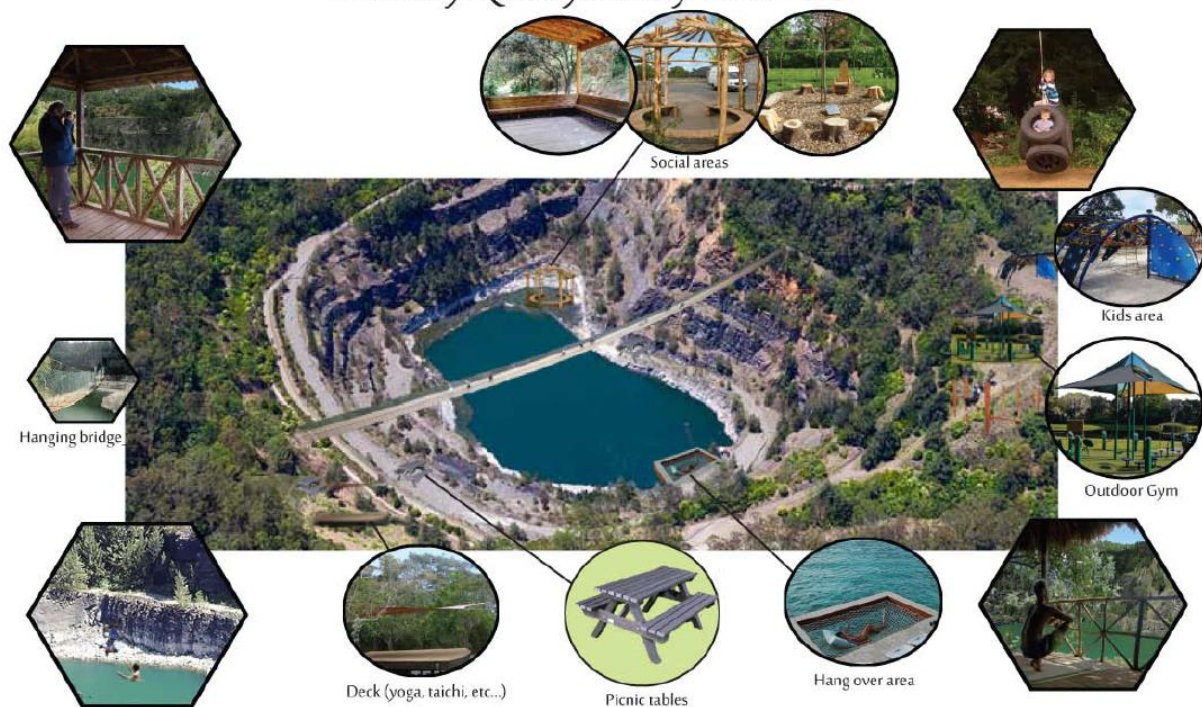 Social areas
Kids area
Hanging bridge
Outdoor Gym
Deck (yoga, taichi, etc...)
Picnic tables
Hang over area